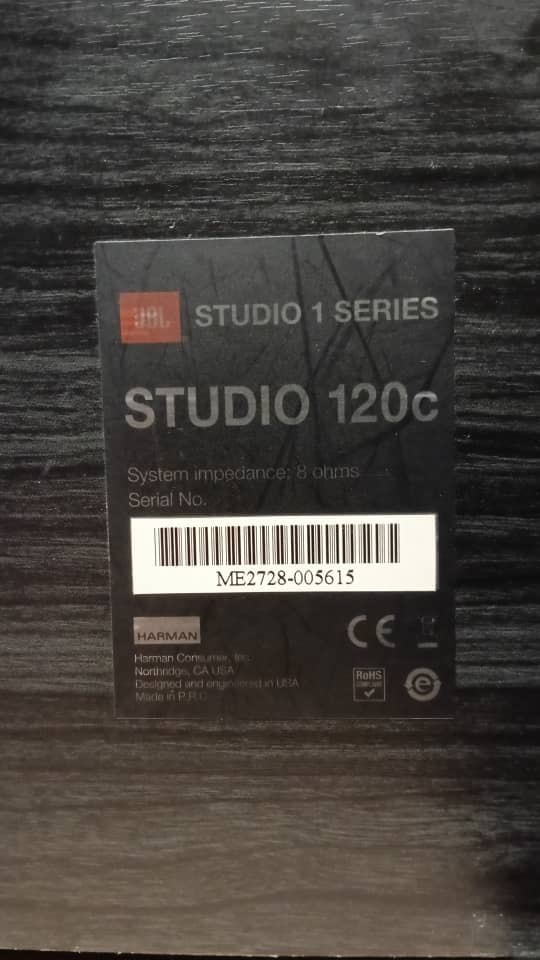 JBL STUDIO 1 SERIES
STUDIO 120c
System impedance: 8 ohms
Serial No.
ME2728-005615
HARMAN
CE
Harman Consumer, Inc.
Northridge, CA USA
Designed and engineered in USA
Made in P.R.C.
RoHS
COMPLIANT
e